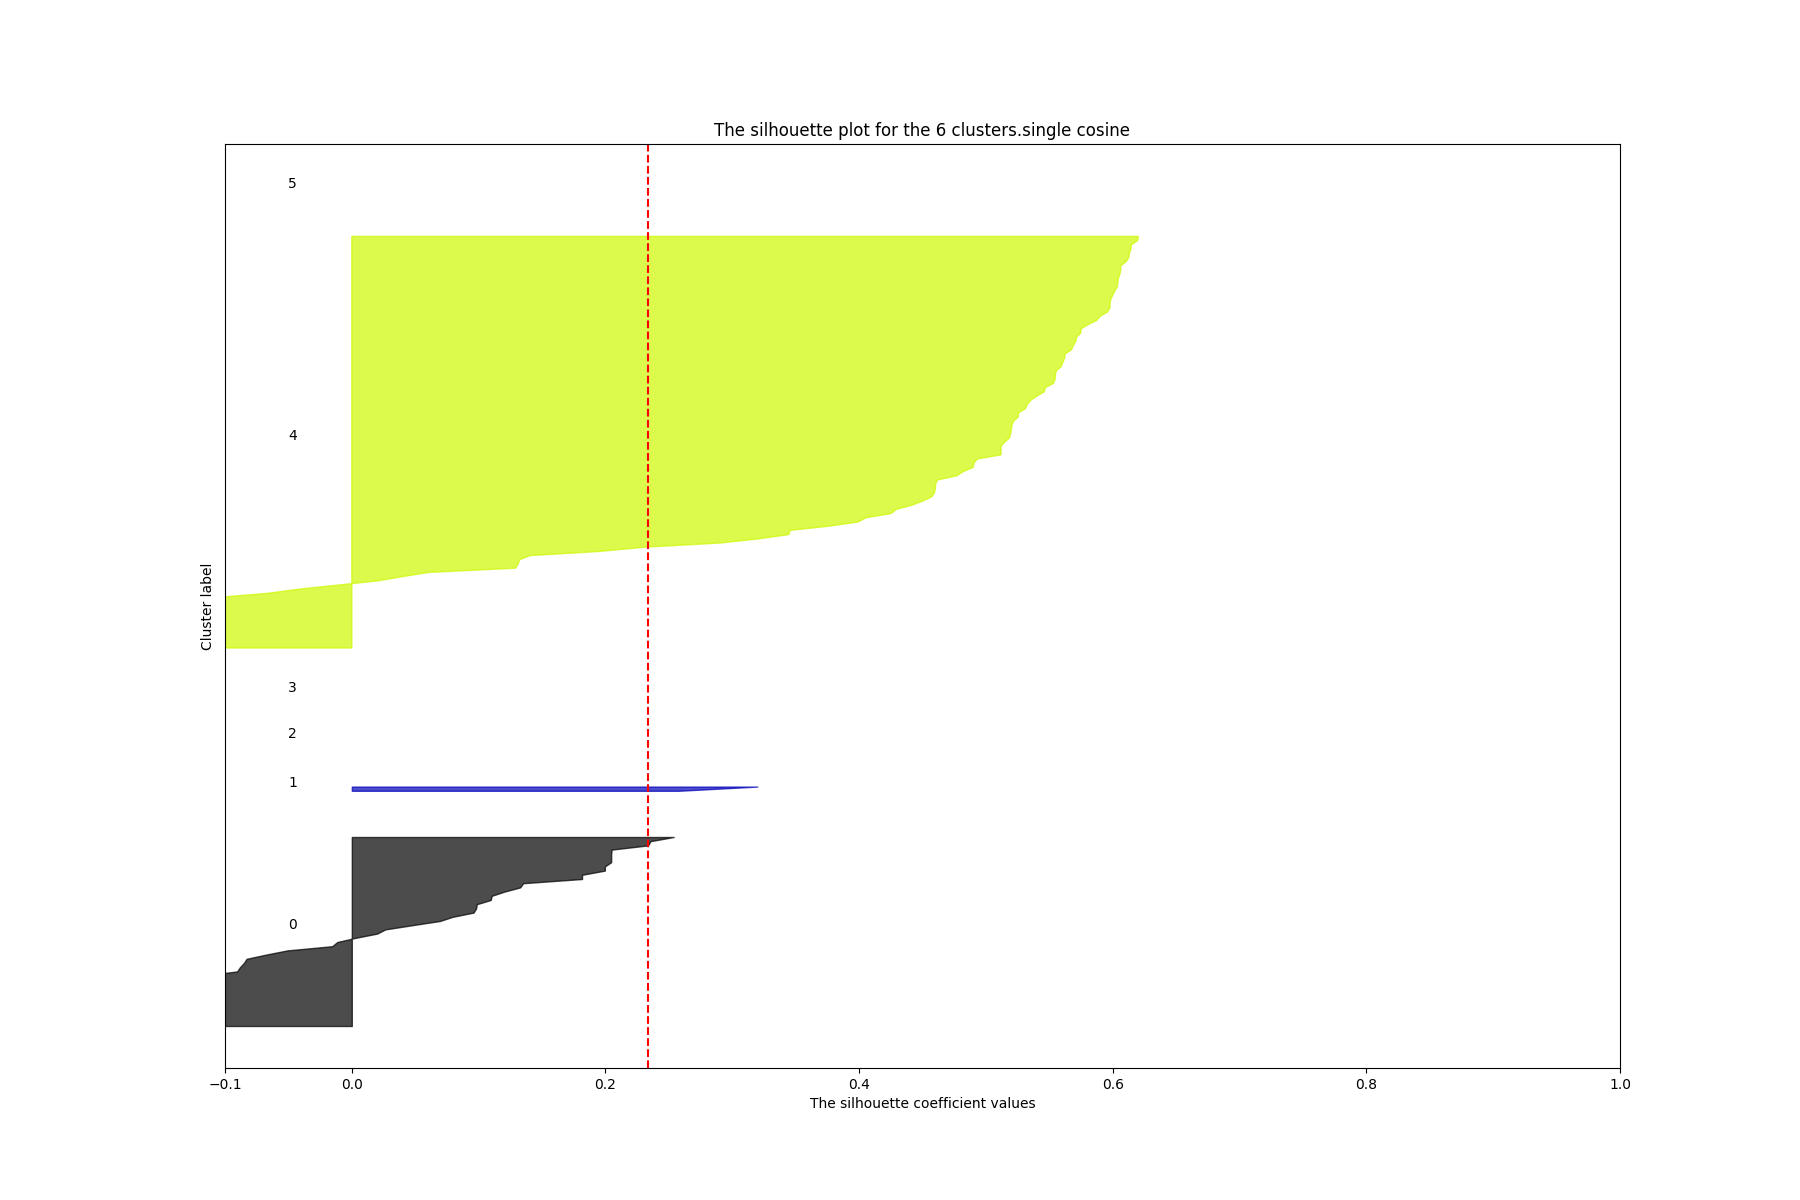 The silhouette plot for the 6 clusters.single cosine
5
4
3
2
1
0
Cluster label
−0.1 0.0 0.2 0.4 0.6 0.8 1.0
The silhouette coefficient values